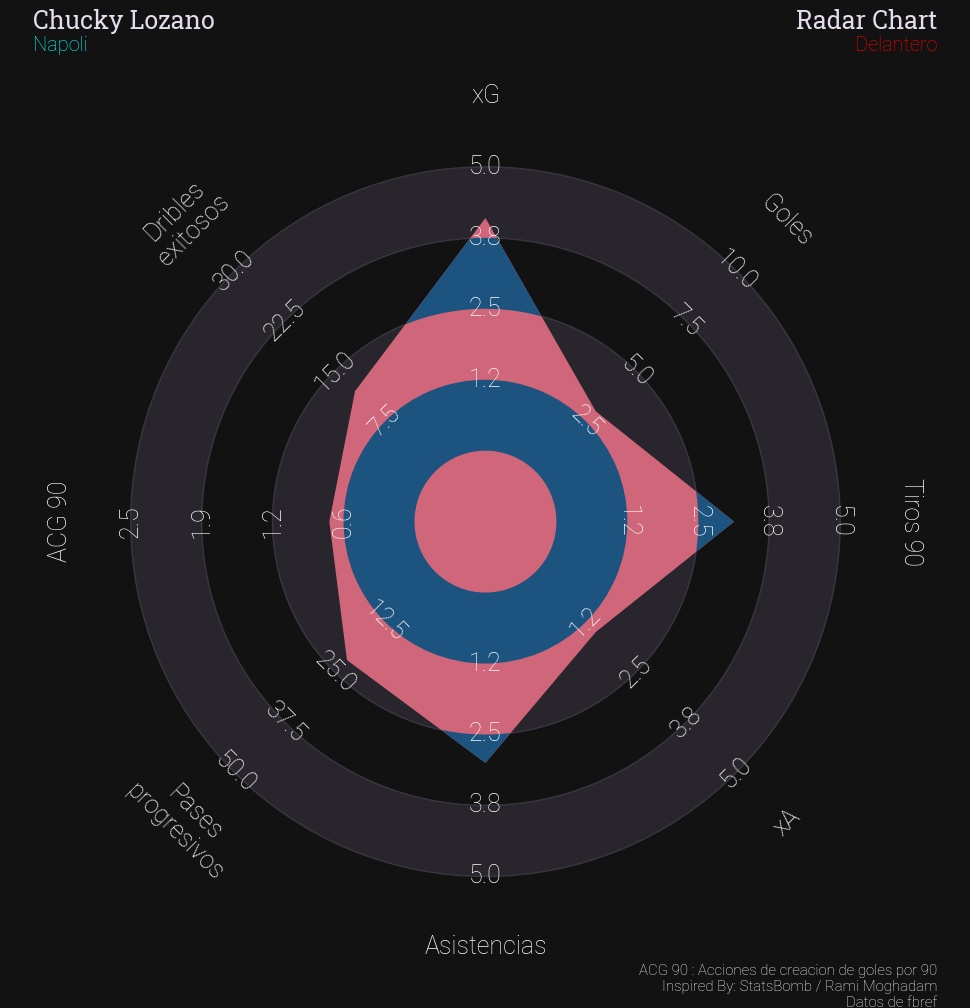 Chucky Lozano
Napoli
Radar Chart
Delantero
xG
5.0
3.8
2.5
1.2
Goles
10.0
7.5
5.0
2.5
Tiros 90
5.0
3.8
2.5
1.2
xA
5.0
3.8
2.5
1.2
Asistencias
5.0
3.8
2.5
1.2
Pases
progresivos
50.0
37.5
25.0
12.5
ACG 90
2.5
1.9
1.2
0.6
Dribles
exitosos
30.0
22.5
15.0
7.5
ACG 90 : Acciones de creacion de goles por 90
Inspired By: StatsBomb / Rami Moghadam
Datos de fbref